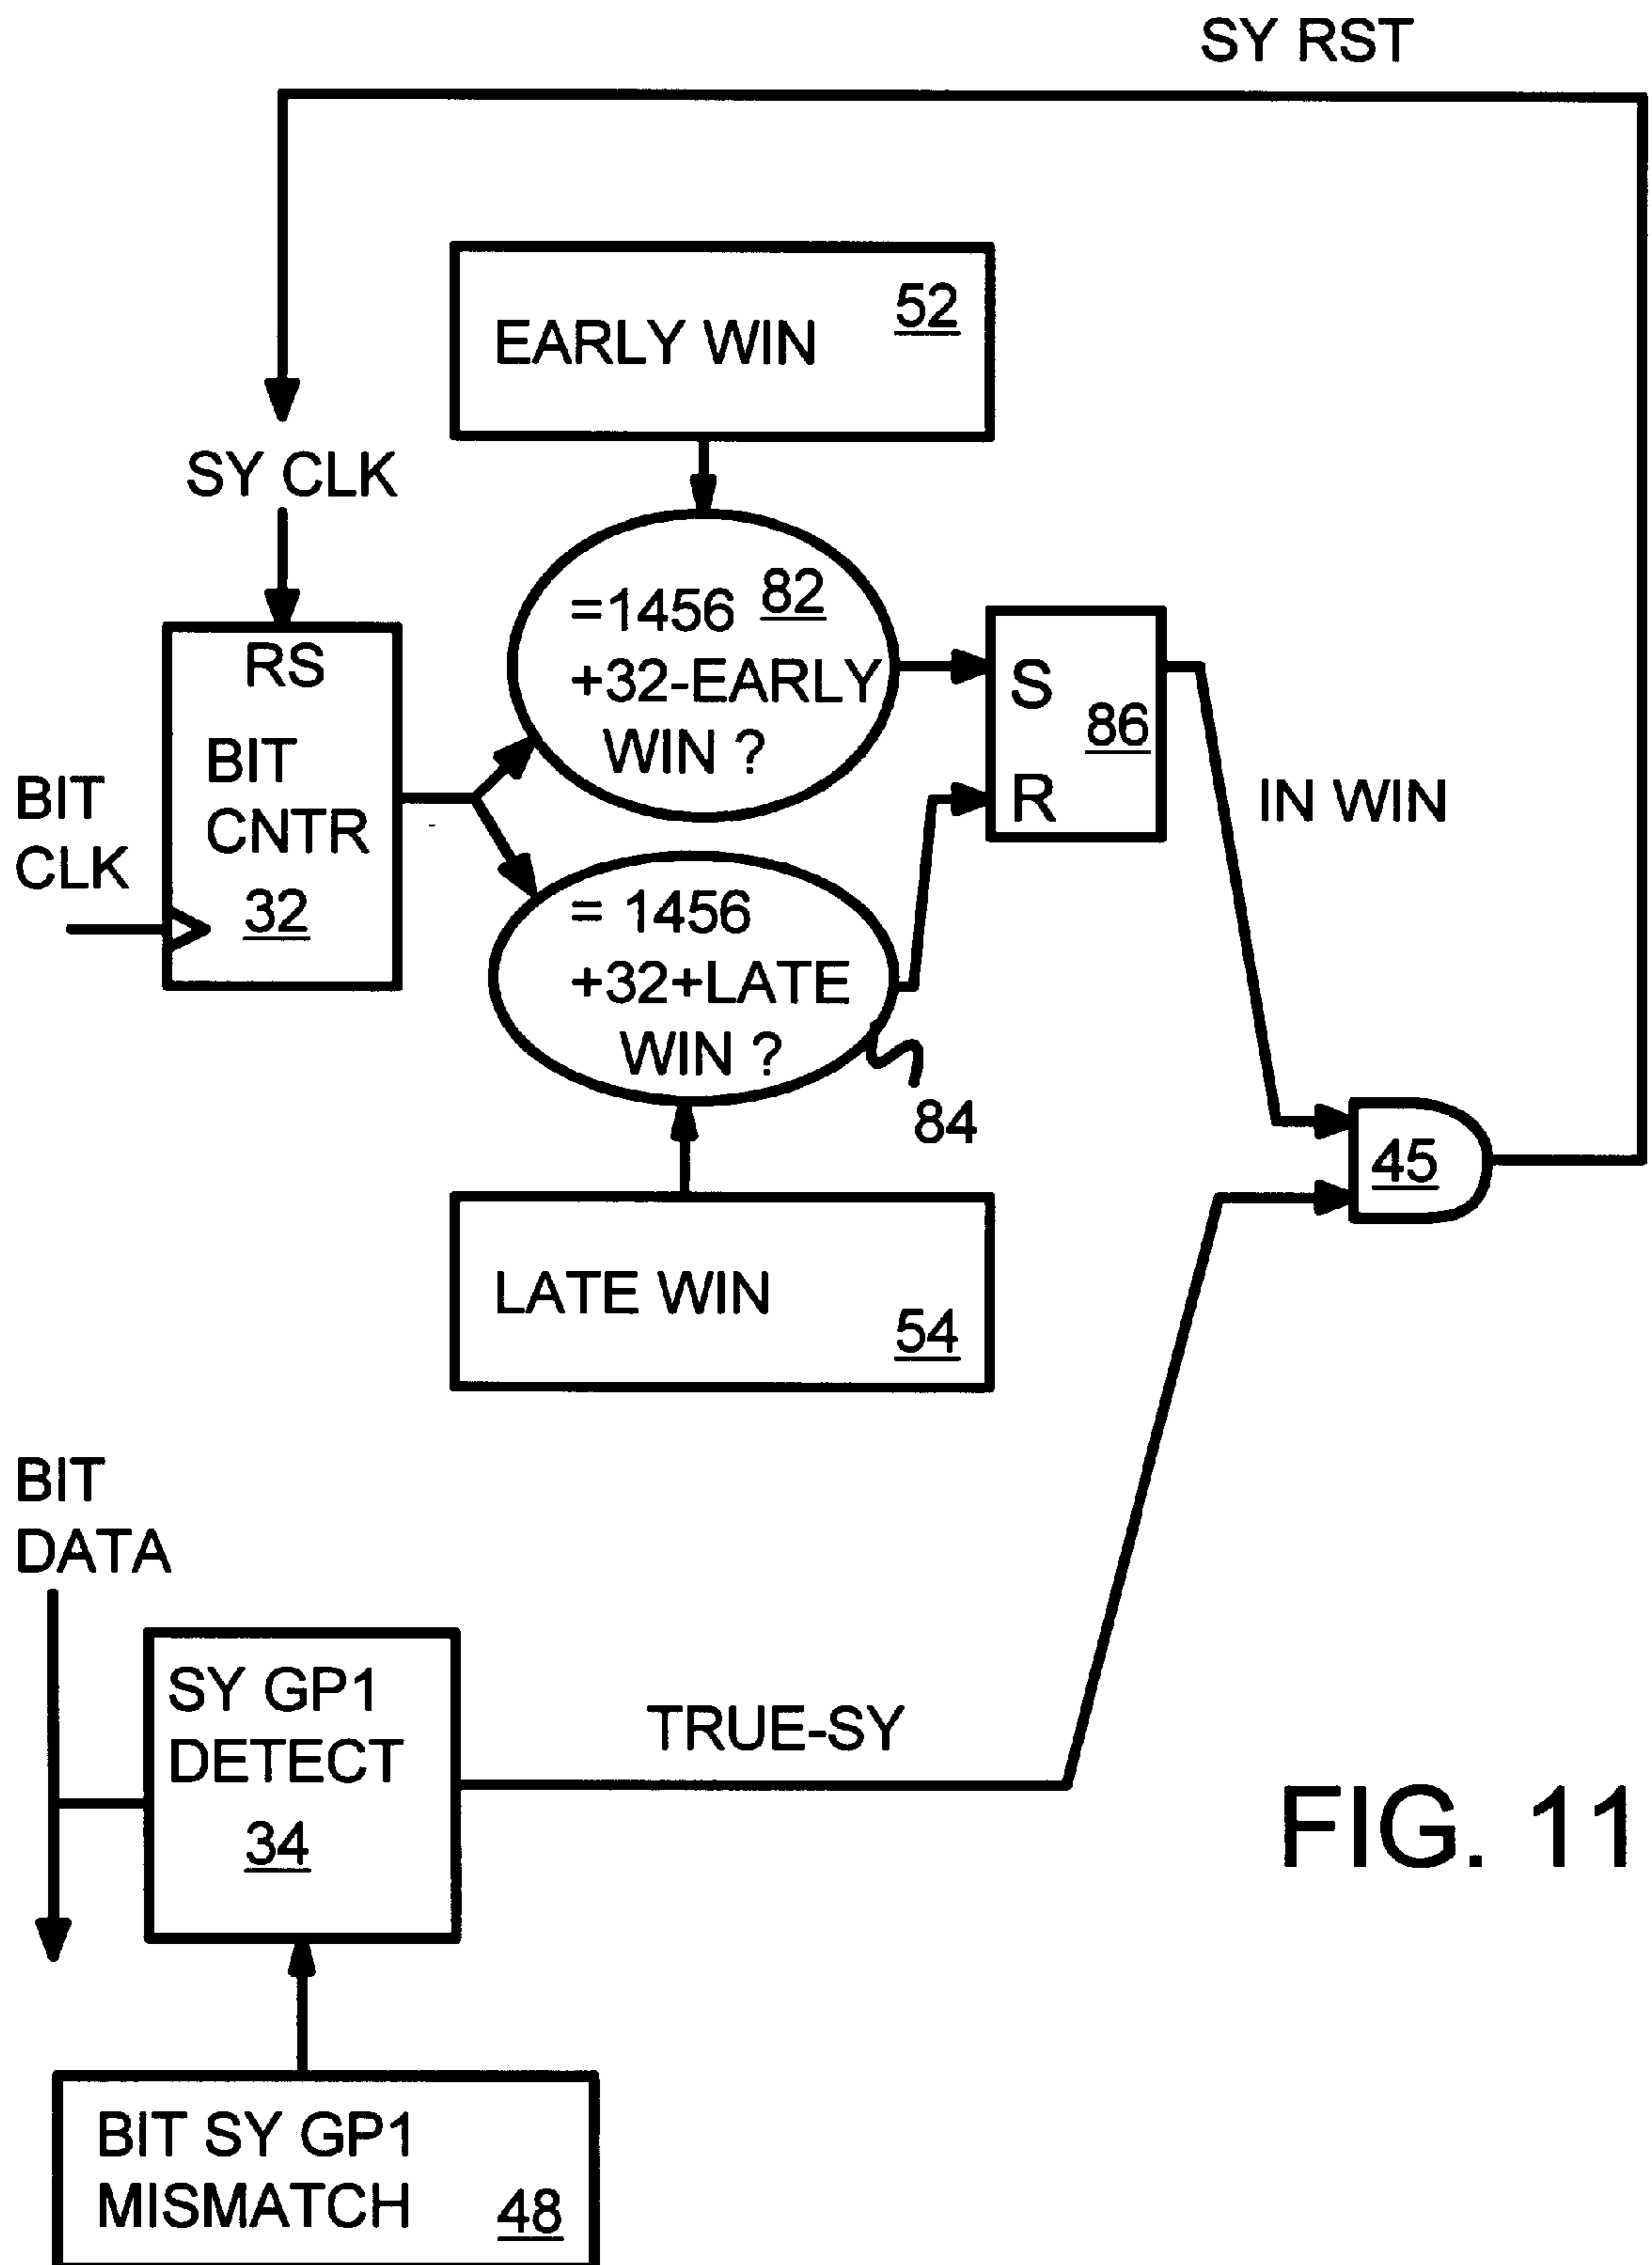 SY RST
EARLY WIN
52
SY CLK
=1456 82
+32-EARLY
WIN ?
RS
BIT
CNTR
32
BIT
CLK
S
R
86
IN WIN
= 1456
+32+LATE
WIN ?
84
45
LATE WIN
54
BIT
DATA
SY GP1
DETECT
34
TRUE-SY
FIG. 11
BIT SY GP1
MISMATCH
48